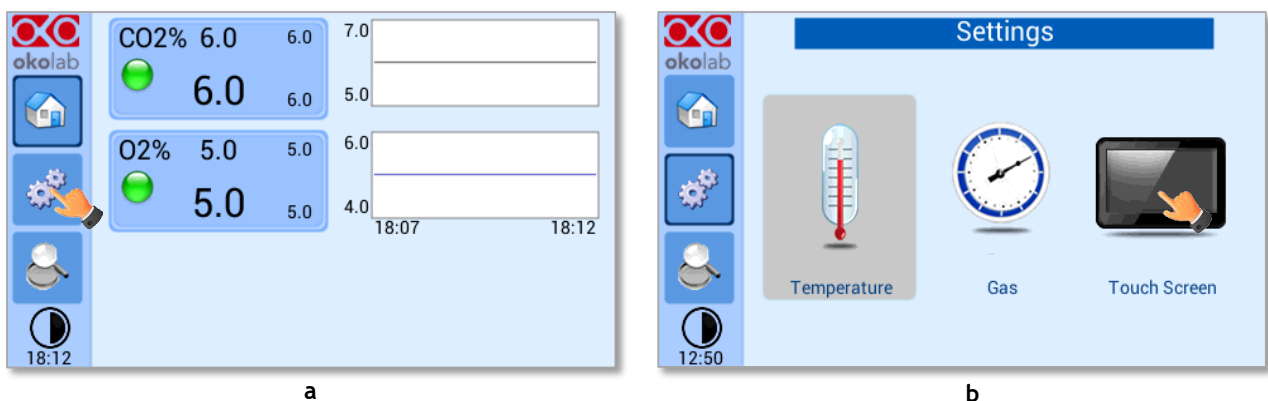 OKO
okolab
CO2% 6.0 6.0
6.0 6.0
O2% 5.0 5.0
5.0 5.0
7.0
5.0
6.0
4.0
18:07 18:12
18:12
a
OKO
okolab
Settings
Temperature Gas Touch Screen
12:50
b